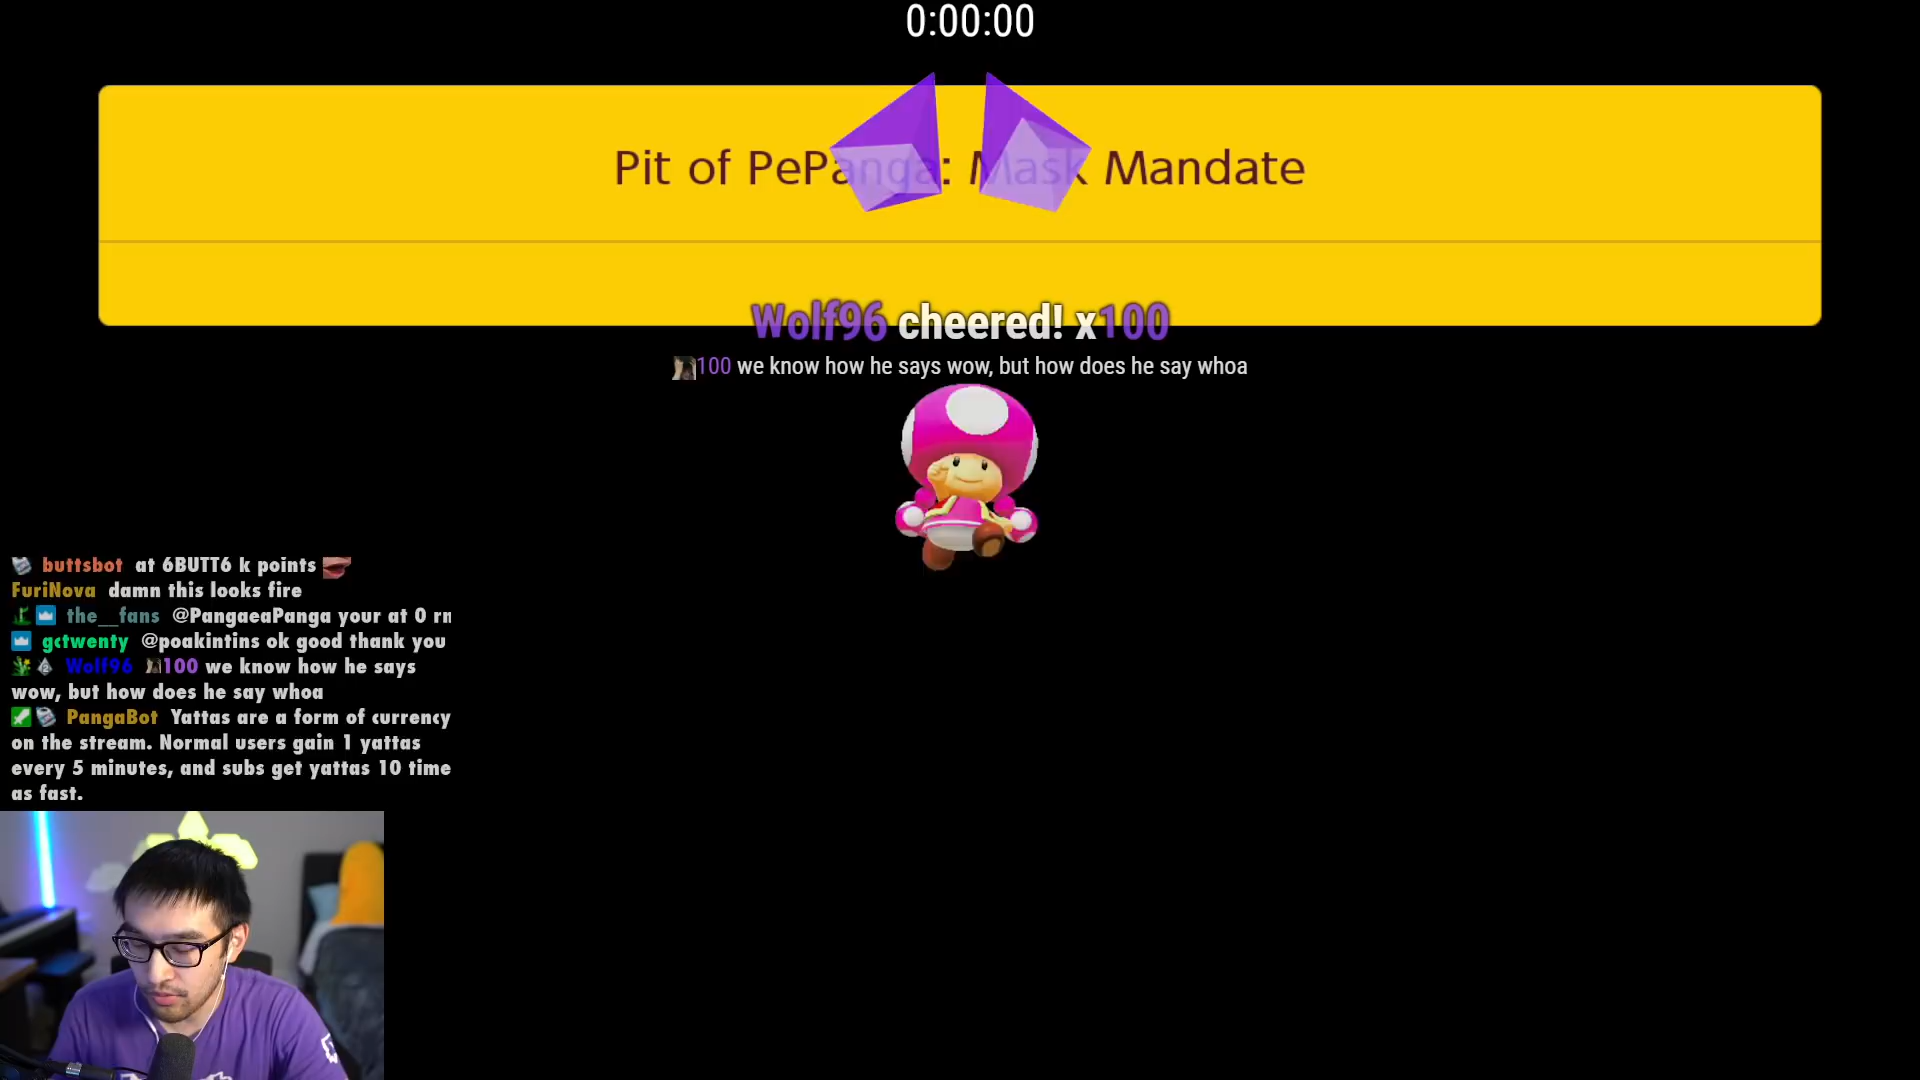 0:00:00
Pit of PePanga: Mask Mandate
Wolf96 cheered! x100
100 we know how he says wow, but how does he say whoa
buttsbot at 6BUTT6 k points
FuriNova damn this looks fire
the__fans @PangaeaPanga your at 0 rn
gctwenty @poakintins ok good thank you
2 Wolf96 100 we know how he says
wow, but how does he say whoa
PangaBot Yattas are a form of currency
on the stream. Normal users gain 1 yattas
every 5 minutes, and subs get yattas 10 time
as fast.